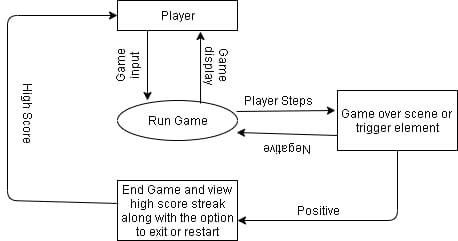 Player
Game
input
Game
display
High Score
Run Game
Player Steps
Negative
Game over scene or
trigger element
End Game and view
high score streak
along with the option
to exit or restart
Positive